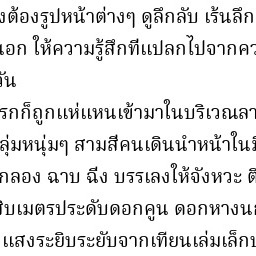 งต้องรูปหน้าต่างๆ ดูลึกลับ เร้นลึก
นอก ให้ความรู้สึกทีแปลกไปจากคว
วัน
รกก็ถูกแห่แหนเข้ามาในบริเวณลา
ลุ่มหนุ่มๆ สามสีคนเดินนำหน้าในมื
กลอง ฉาบ ฉิ่ง บรรเลงให้จังหวะ ตี
สิบเมตรประดับดอกคูน ดอกหางน
แสงระยิบระยับจากเทียนเล่มเล็กบ